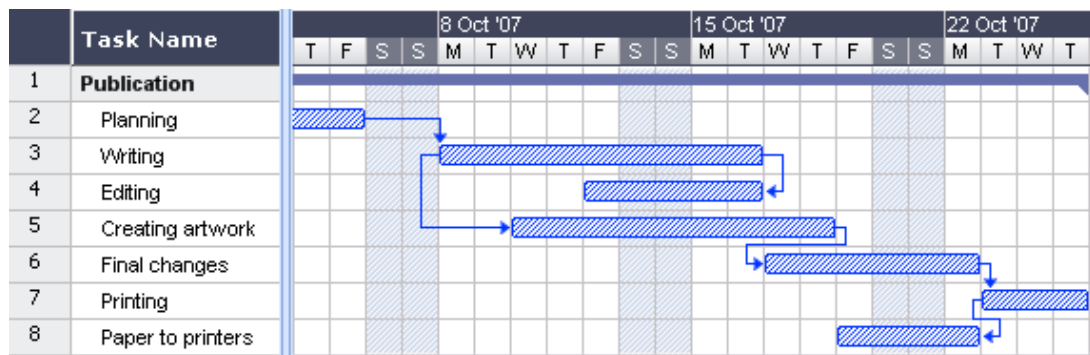 Task Name
8 Oct '07 15 Oct '07 22 Oct '07
T F S S M T W T F S S M T W T F S S M T W T
1 Publication
2 Planning
3 Writing
4 Editing
5 Creating artwork
6 Final changes
7 Printing
8 Paper to printers